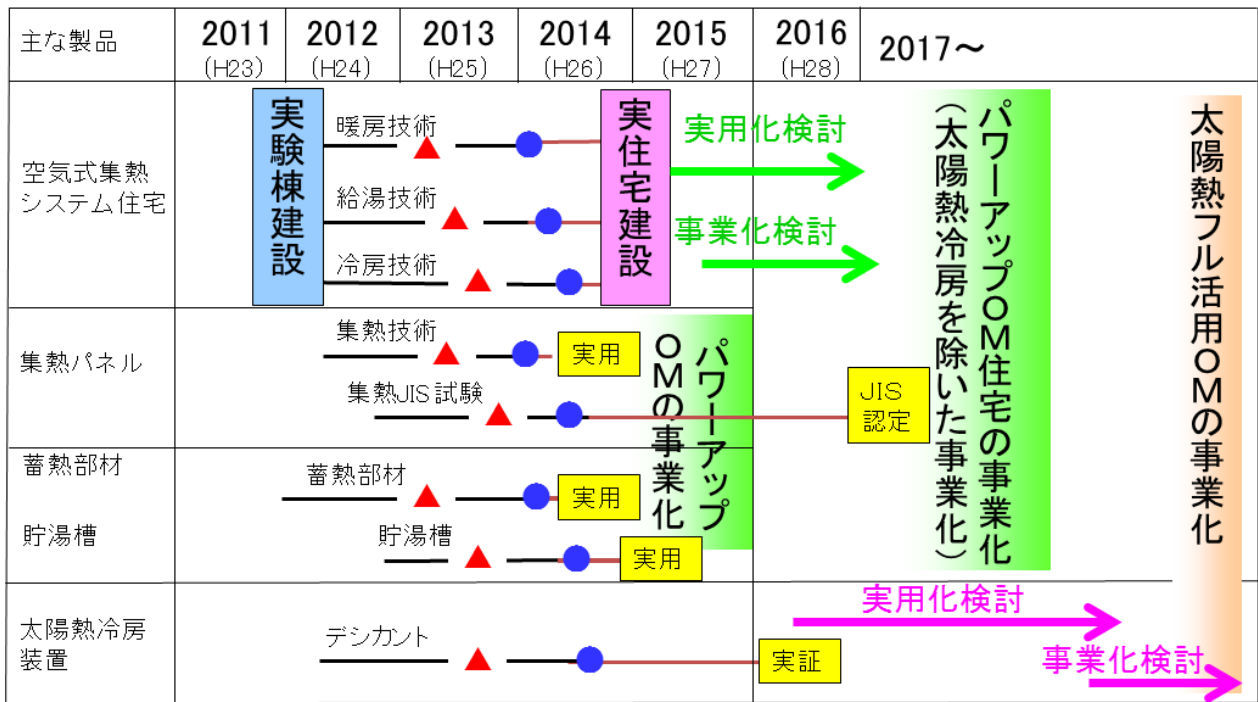 主な製品
2011
(H23)
2012
(H24)
2013
(H25)
2014
(H26)
2015
(H27)
2016
(H28)
2017～
空気式集熱
システム住宅
実験棟建設
暖房技術
給湯技術
冷房技術
実住宅建設
実用化検討
事業化検討
パワーアップOM住宅の事業化
(太陽熱冷房を除いた事業化)
太陽熱フル活用OMの事業化
集熱パネル
集熱技術
実用
集熱JIS試験
JIS
認定
パワーアップ
OMの事業化
蓄熱部材
蓄熱部材
実用
貯湯槽
貯湯槽
実用
太陽熱冷房
装置
デシカント
実証
実用化検討
事業化検討